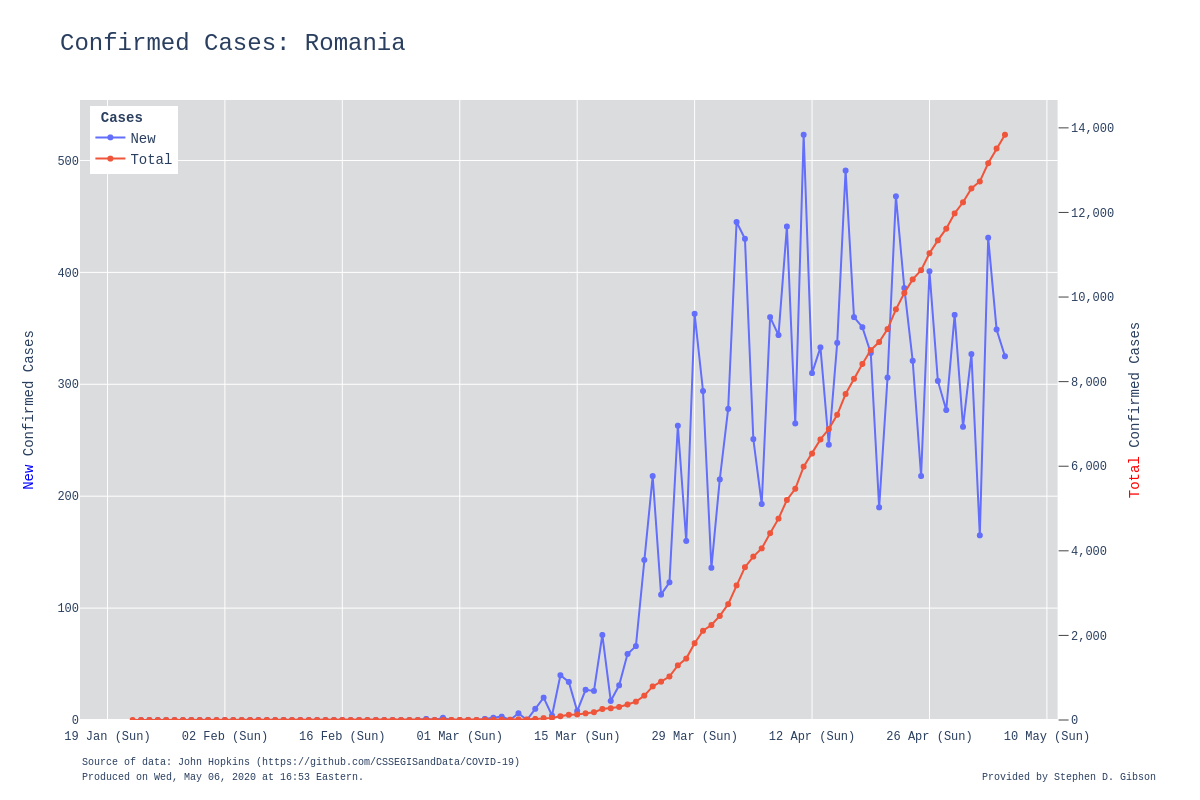 Confirmed Cases: Romania
Cases
New
Total
500
400
300
200
100
0
14,000
12,000
10,000
8,000
6,000
4,000
2,000
0
New Confirmed Cases
Total Confirmed Cases
19 Jan (Sun) 02 Feb (Sun) 16 Feb (Sun) 01 Mar (Sun) 15 Mar (Sun) 29 Mar (Sun) 12 Apr (Sun) 26 Apr (Sun) 10 May (Sun)
Source of data: John Hopkins (https://github.com/CSSEGISandData/COVID-19)
Produced on Wed, May 06, 2020 at 16:53 Eastern.
Provided by Stephen D. Gibson